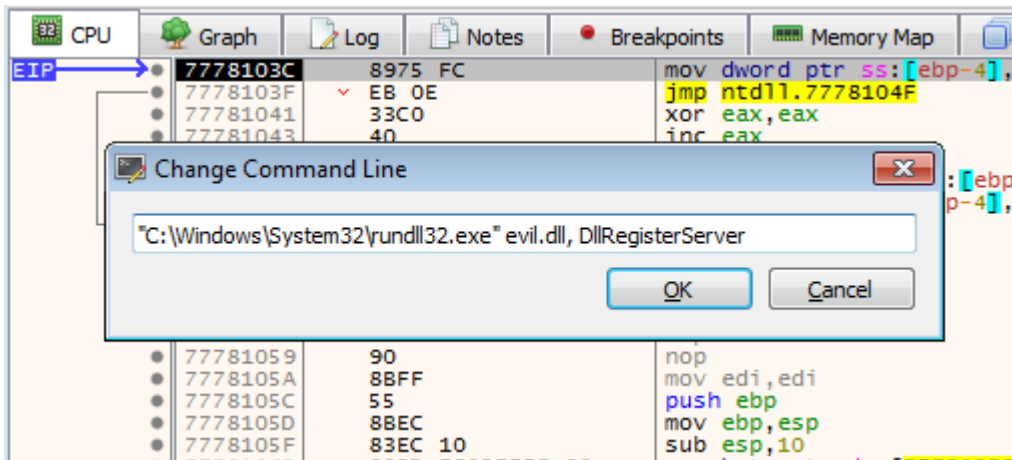 CPU Graph Log Notes Breakpoints Memory Map
EIP 7778103C 8975 FC mov dword ptr ss:[ebp-4],
7778103F EB 0E jmp ntdll.7778104F
77781041 33C0 xor eax,eax
77781043 40 inc eax
Change Command Line
:[ebp
p-4],
"C:\Windows\System32\rundll32.exe" evil.dll, DllRegisterServer
OK Cancel
77781059 90 nop
7778105A 8BFF mov edi,edi
7778105C 55 push ebp
7778105D 8BEC mov ebp,esp
7778105F 83EC 10 sub esp,10